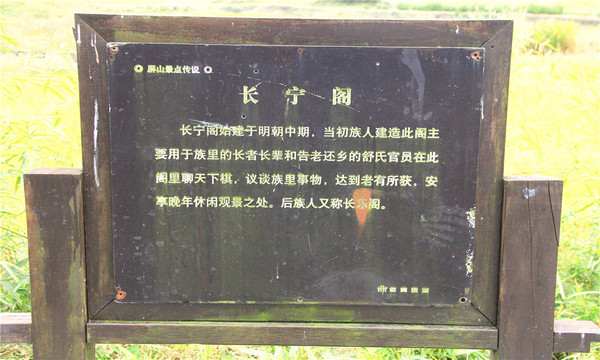 屏山景点传说
长宁阁
长宁阁始建于明朝中期，当初族人建造此阁主
要用于族里的长者长辈和告老还乡的舒氏官员在此
阁里聊天下棋，议谈族里事物，达到老有所获，安
享晚年休闲观景之处。后族人又称长乐阁。